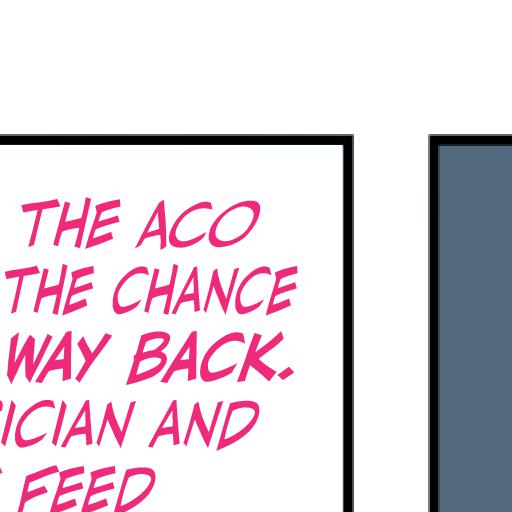 THE ACO
THE CHANCE
WAY BACK.
ICIAN AND
FEED